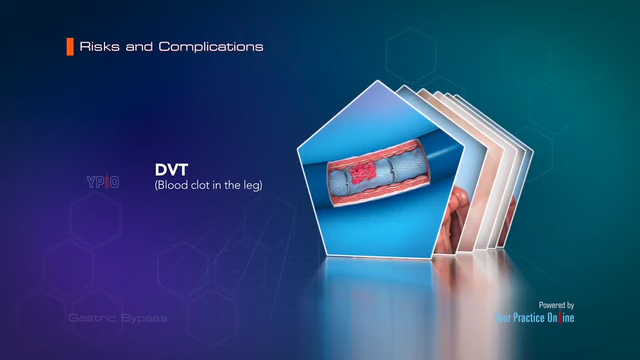 Risks and Complications
DVT
(Blood clot in the leg)
YPO
Gastric Bypass
Powered by
Your Practice Online